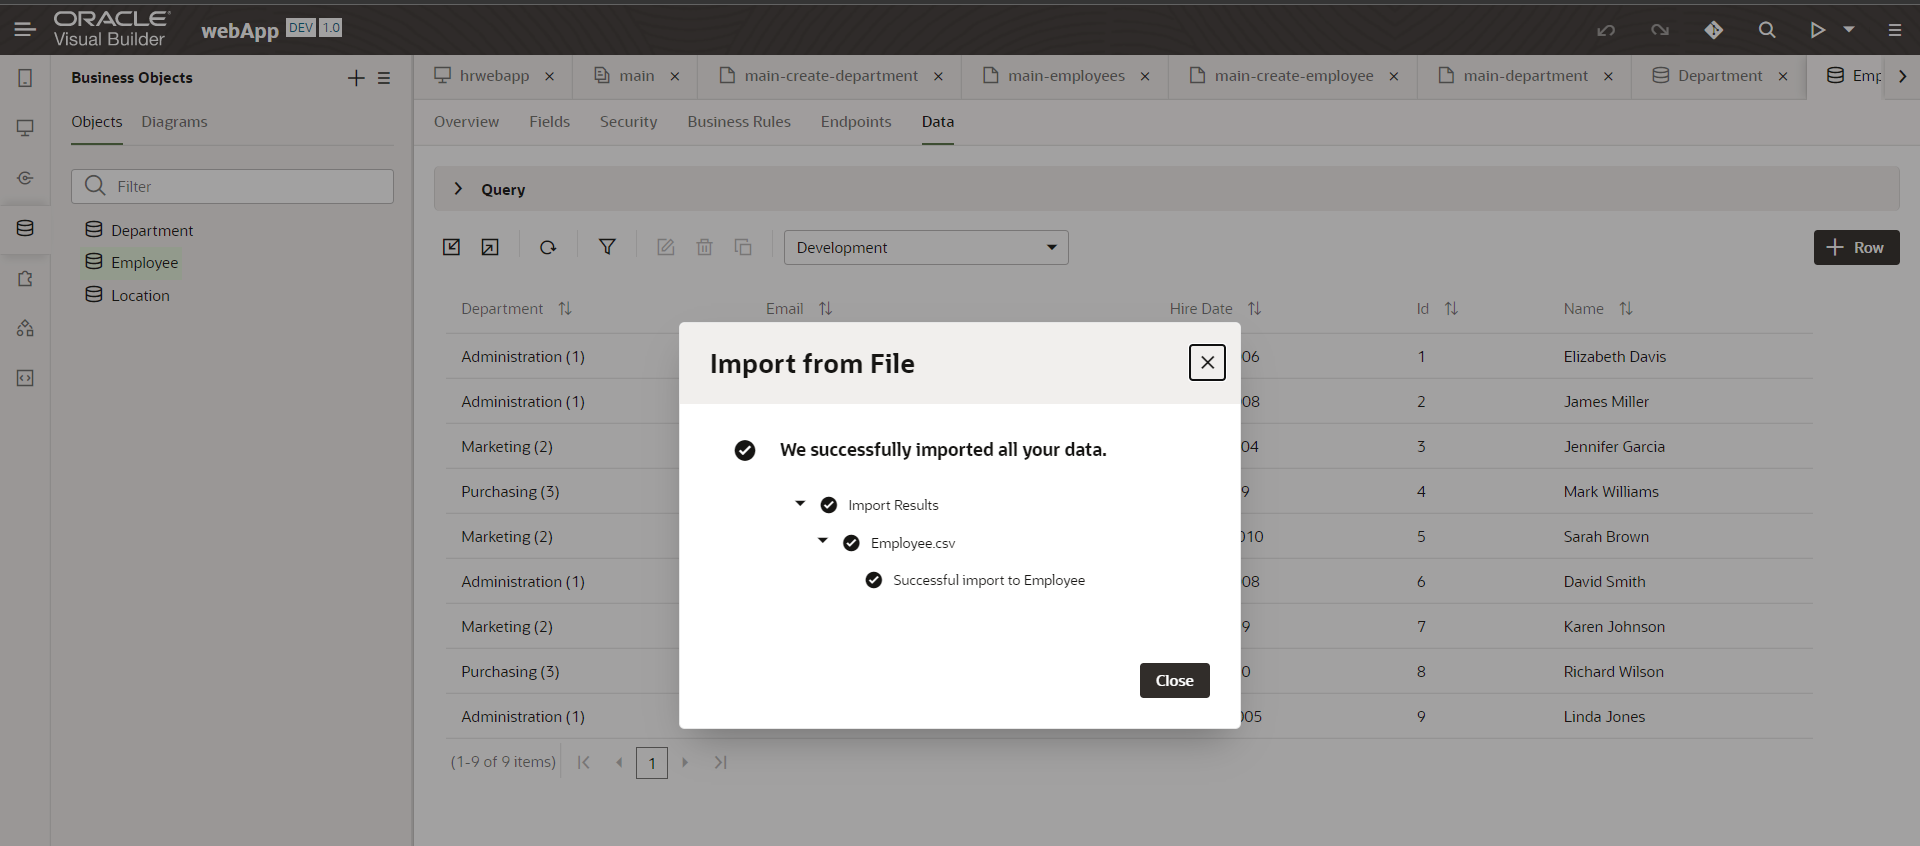 ORACLE
Visual Builder
webApp DEV 1.0
Business Objects
hrwebapp main main-create-department main-employees main-create-employee main-department Department Emp
Objects Diagrams
Overview Fields Security Business Rules Endpoints Data
Filter
Query
Department
Employee
Location
Development
Row
Department Email Hire Date Id Name
Administration (1) 06 1 Elizabeth Davis
Administration (1) 08 2 James Miller
Marketing (2) 04 3 Jennifer Garcia
Purchasing (3) 9 4 Mark Williams
Marketing (2) 010 5 Sarah Brown
Administration (1) 08 6 David Smith
Marketing (2) 9 7 Karen Johnson
Purchasing (3) 0 8 Richard Wilson
Administration (1) 005 9 Linda Jones
(1-9 of 9 items) 1
Import from File
We successfully imported all your data.
Import Results
Employee.csv
Successful import to Employee
Close